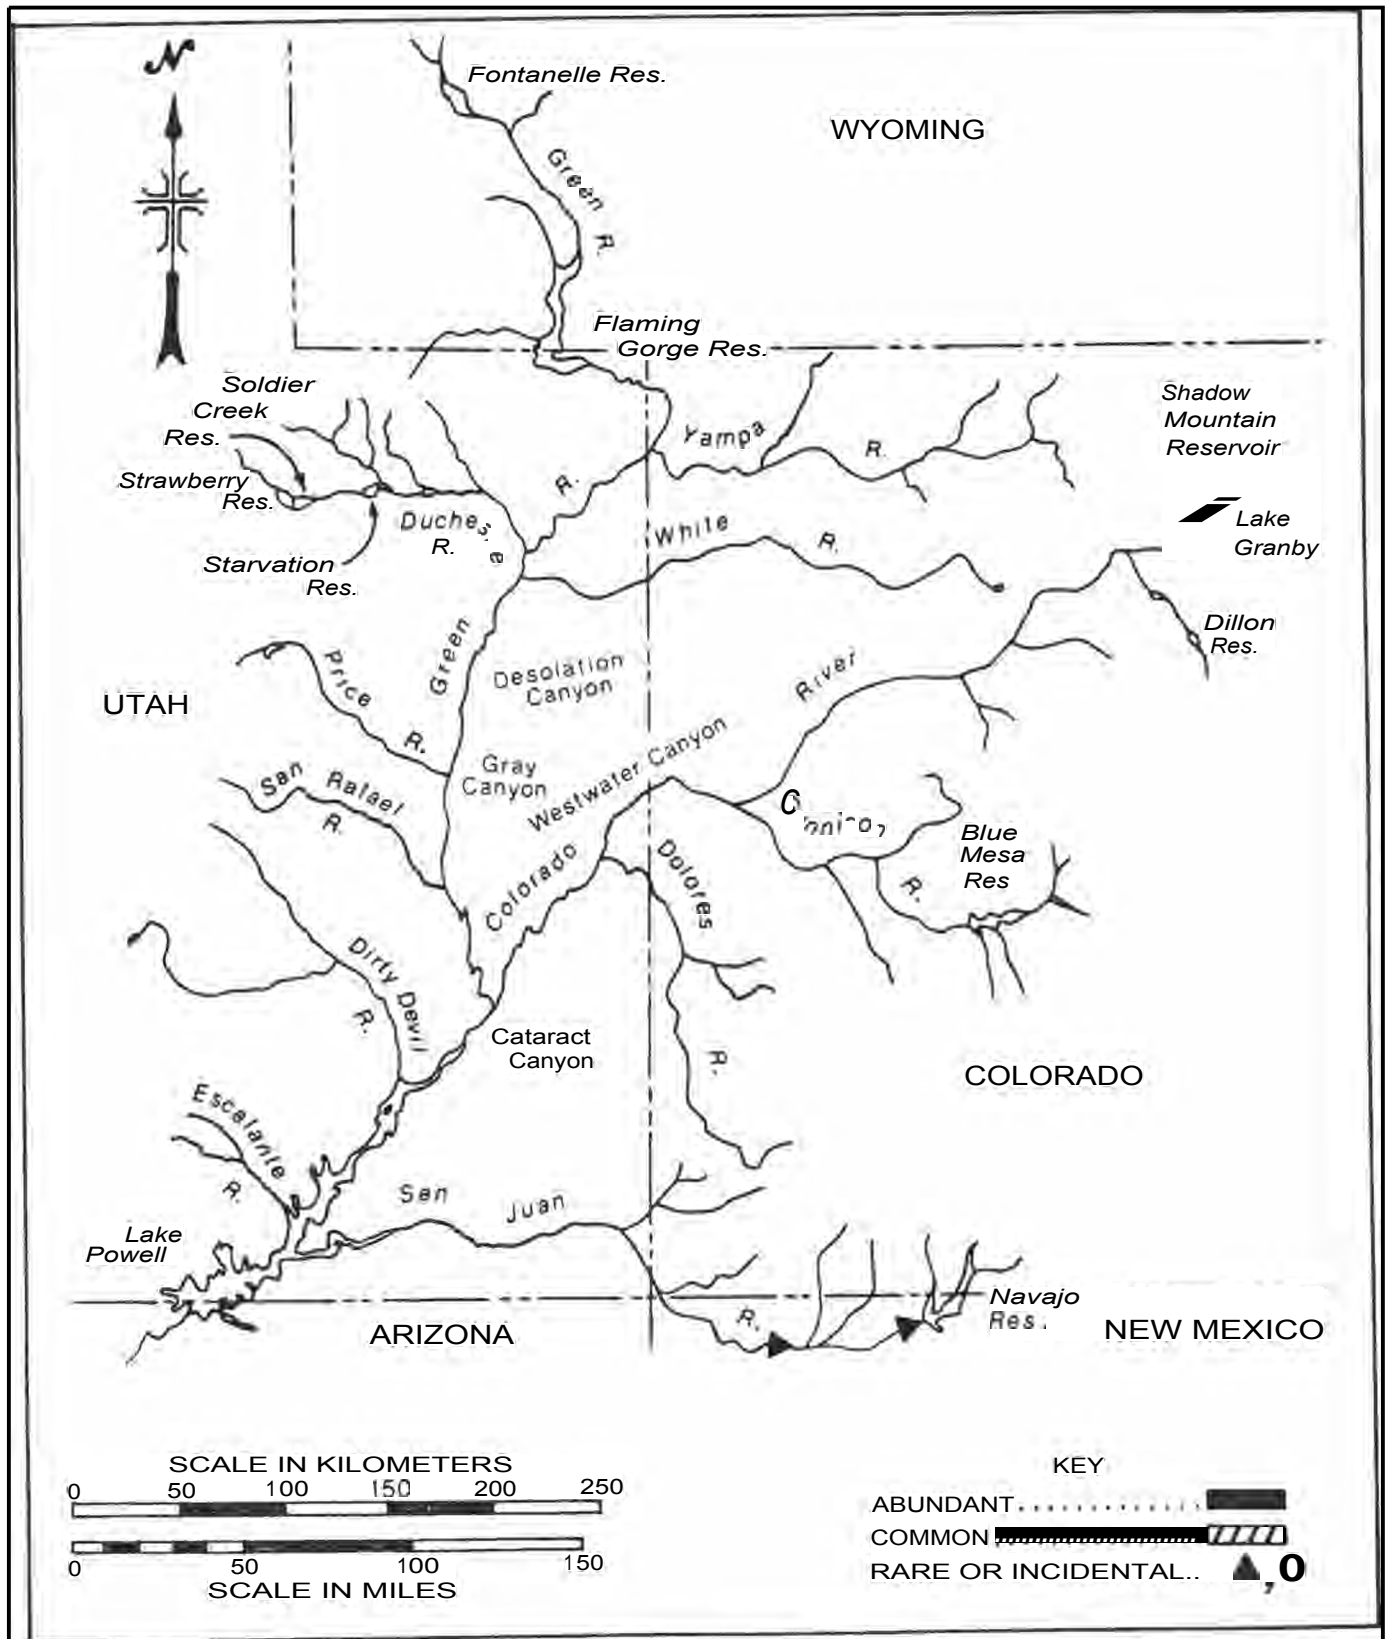 N
Fontanelle Res.
WYOMING
Green R.
Flaming
Gorge Res.
Soldier
Creek
Res.
Strawberry
Res.
Starvation
Res.
Duches
e
R.
R.
Yampa R.
White R.
Shadow
Mountain
Reservoir
Lake
Granby
Dillon
Res.
UTAH
Price R.
Green
Desolation
Canyon
Gray
Canyon
San Rafael
R.
Westwater Canyon
River
Colorado
Dolores
R.
R.
Blue
Mesa
Res
Dirty Devil
R.
Cataract
Canyon
COLORADO
Escalante
R.
San Juan
R.
Lake
Powell
ARIZONA
Navajo
Res.
NEW MEXICO
SCALE IN KILOMETERS
0 50 100 150 200 250
0 50 100 150
SCALE IN MILES
KEY
ABUNDANT
COMMON
RARE OR INCIDENTAL.. ▲,O